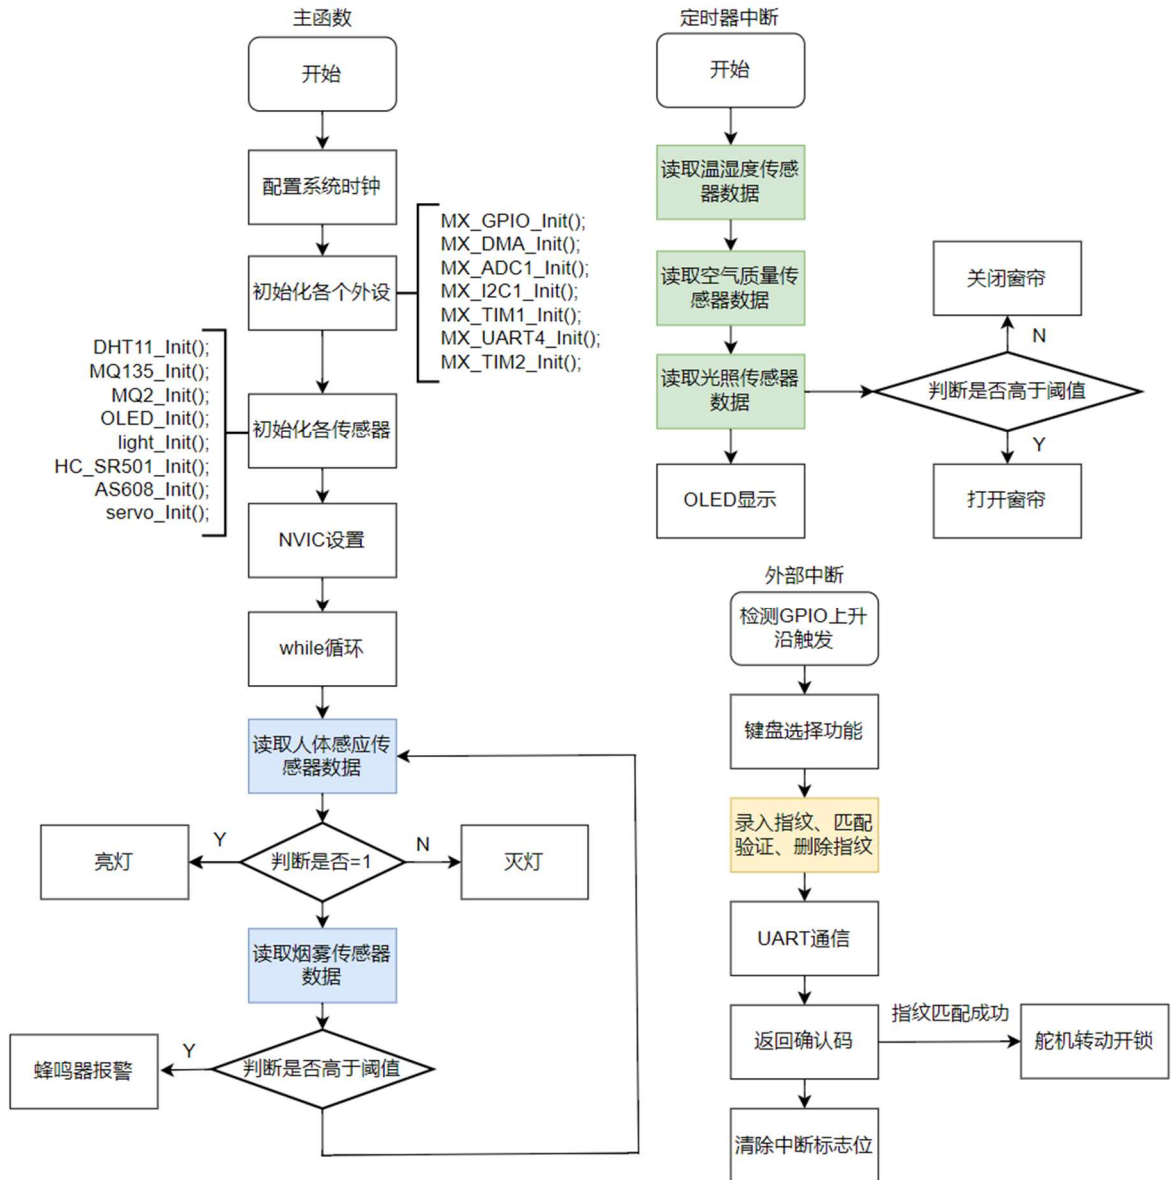 主函数
开始
配置系统时钟
初始化各个外设
MX_GPIO_Init();
MX_DMA_Init();
MX_ADC1_Init();
MX_I2C1_Init();
MX_TIM1_Init();
MX_UART4_Init();
MX_TIM2_Init();
DHT11_Init();
MQ135_Init();
MQ2_Init();
OLED_Init();
light_Init();
HC_SR501_Init();
AS608_Init();
servo_Init();
初始化各传感器
NVIC设置
while循环
读取人体感应传
感器数据
判断是否=1
Y
亮灯
N
灭灯
读取烟雾传感器
数据
判断是否高于阈值
Y
蜂鸣器报警
定时器中断
开始
读取温湿度传感
器数据
读取空气质量传
感器数据
读取光照传感器
数据
OLED显示
判断是否高于阈值
N
关闭窗帘
Y
打开窗帘
外部中断
检测GPIO上升
沿触发
键盘选择功能
录入指纹、匹配
验证、删除指纹
UART通信
返回确认码
指纹匹配成功
舵机转动开锁
清除中断标志位